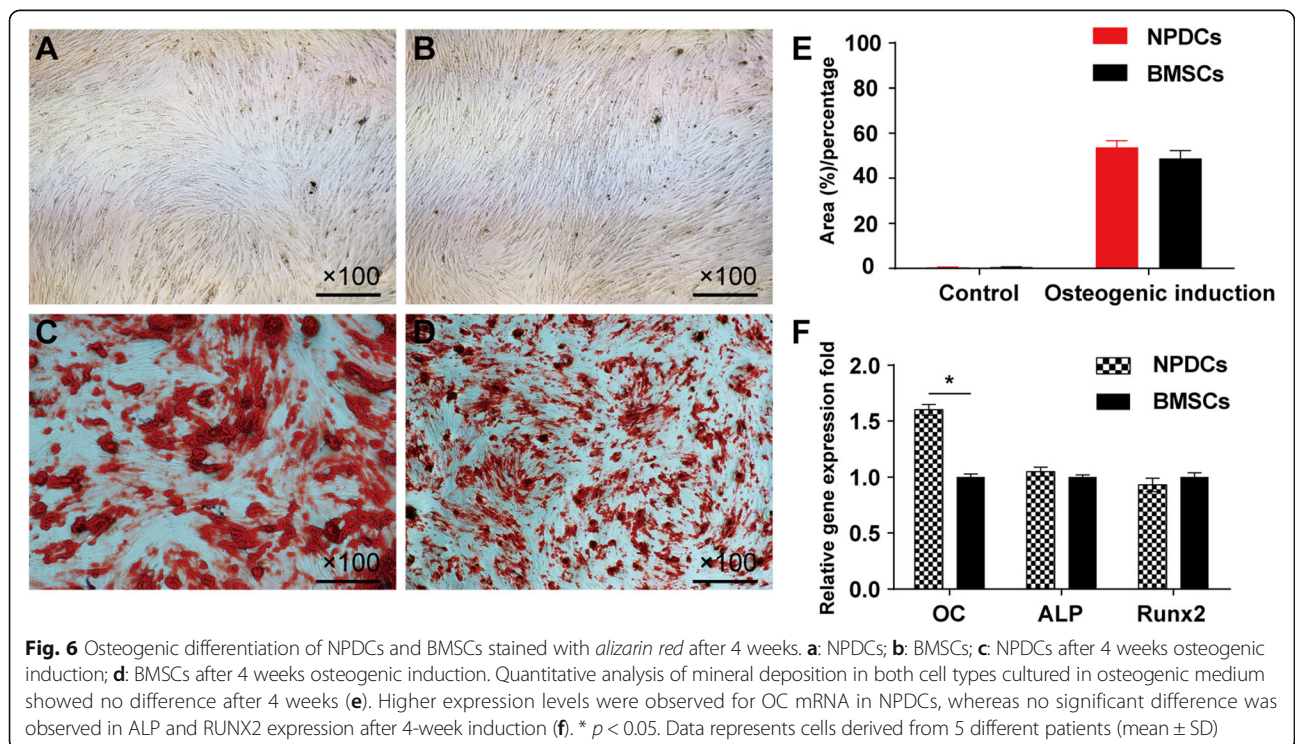 A
×100
B
×100
C
×100
D
×100
E
NPDCs
BMSCs
Area (%)/percentage
100
80
60
40
20
0
Control
Osteogenic induction
F
NPDCs
BMSCs
Relative gene expression fold
2.0
1.5
1.0
0.5
0.0
*
OC
ALP
Runx2
Fig. 6 Osteogenic differentiation of NPDCs and BMSCs stained with alizarin red after 4 weeks. a: NPDCs; b: BMSCs; c: NPDCs after 4 weeks osteogenic
induction; d: BMSCs after 4 weeks osteogenic induction. Quantitative analysis of mineral deposition in both cell types cultured in osteogenic medium
showed no difference after 4 weeks (e). Higher expression levels were observed for OC mRNA in NPDCs, whereas no significant difference was
observed in ALP and RUNX2 expression after 4-week induction (f). * p < 0.05. Data represents cells derived from 5 different patients (mean ± SD)